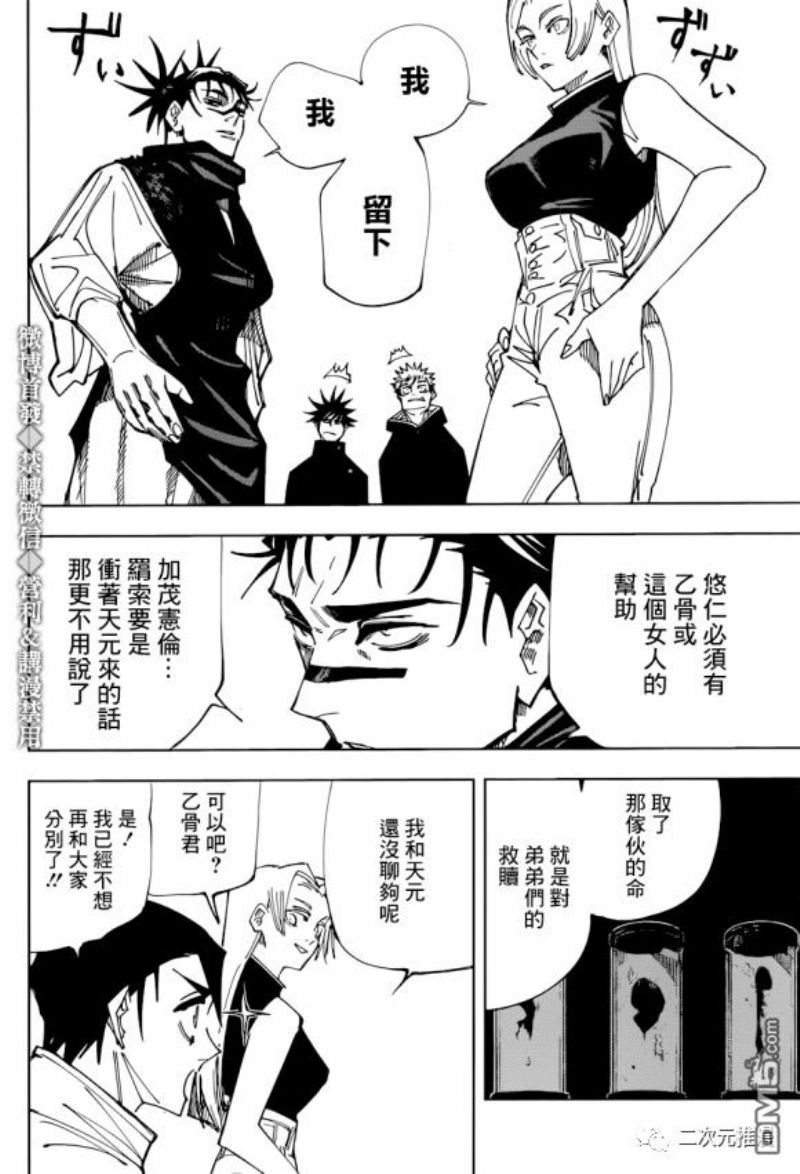 ずずい
ずい
我
我
留下
悠仁必須有
乙骨或
這個女人的
幫助
加茂憲倫…
羂索要是
衝著天元來的話
那更不用說了
取了
那傢伙的命
就是對
弟弟們的
救贖
我和天元
還沒聊夠呢
可以吧?
乙骨君
是!
我已經不想
再和大家
分別了!!
微博首發◆禁轉微信◆營利&譯漫禁用
DM5.com
二次元推